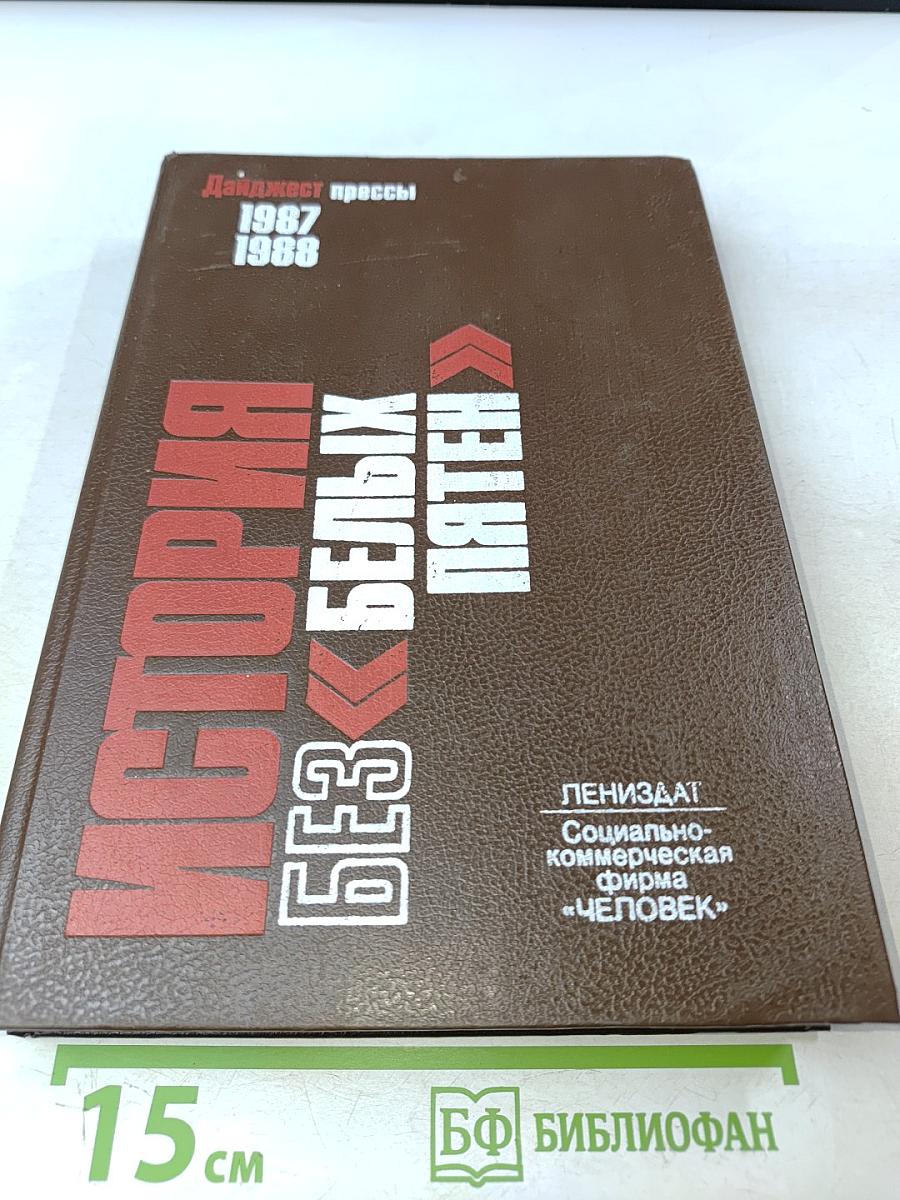 Дайджест прессы
1987
1988
ИСТОРИЯ
БЕЗ «БЕЛЫХ
ПЯТЕН»
ЛЕНИЗДАТ
Социально-
коммерческая
фирма
«ЧЕЛОВЕК»
15 см
БФ БИБЛИОФАН